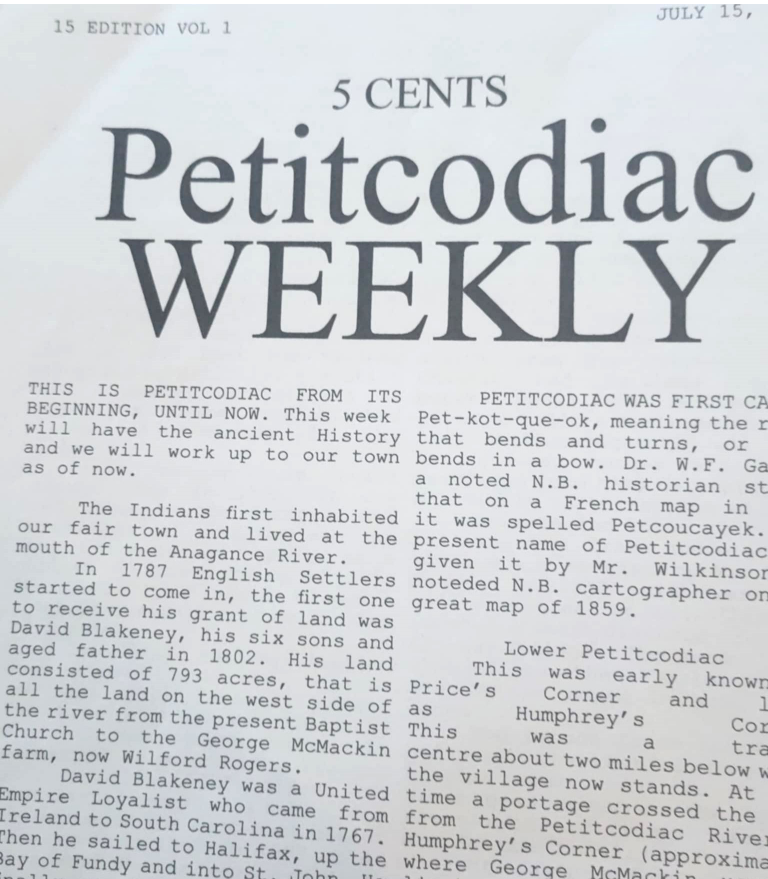 15 EDITION VOL 1
JULY 15,
5 CENTS
Petitcodiac
WEEKLY
THIS IS PETITCODIAC FROM ITS
BEGINNING, UNTIL NOW. This week
will have the ancient History
and we will work up to our town
as of now.
The Indians first inhabited
our fair town and lived at the
mouth of the Anagance River.
In 1787 English Settlers
started to come in, the first one
to receive his grant of land was
David Blakeney, his six sons and
aged father in 1802. His land
consisted of 793 acres, that is
all the land on the west side of
the river from the present Baptist
Church to the George McMackin
farm, now Wilford Rogers.
David Blakeney was a United
Empire Loyalist who came from
Ireland to South Carolina in 1767.
Then he sailed to Halifax, up the
Bay of Fundy and into St. John.
PETITCODIAC WAS FIRST
Pet-kot-que-ok, meaning the
that bends and turns, or
bends in a bow. Dr. W.F.
a noted N.B. historian
that on a French map in
it was spelled Petcoucayek.
present name of Petitcodiac
given it by Mr. Wilkinson
noteded N.B. cartographer on
great map of 1859.
Lower Petitcodiac
This was early known
Price's Corner and
as Humphrey's
This was a
centre about two miles below
the village now stands. At
time a portage crossed the
from the Petitcodiac River
Humphrey's Corner
where George McMackin